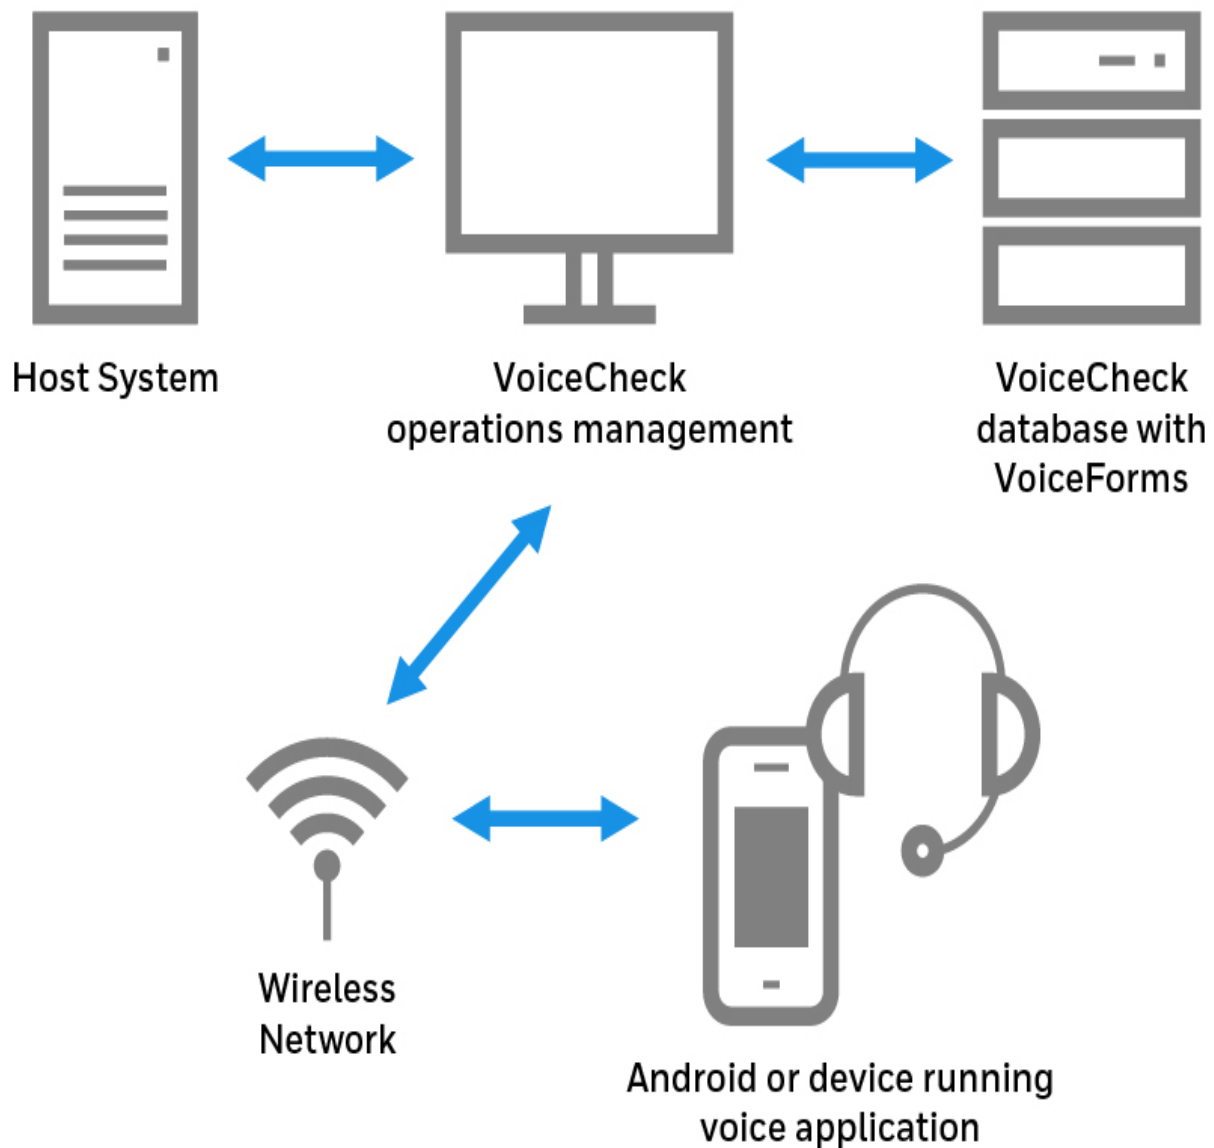 Host System
VoiceCheck
operations management
VoiceCheck
database with
VoiceForms
Wireless
Network
Android or device running
voice application